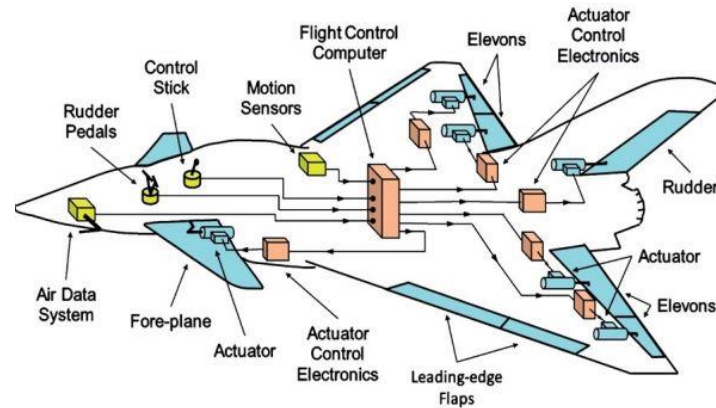 Flight Control
Computer
Actuator
Control
Electronics
Elevons
Control
Stick
Motion
Sensors
Rudder
Pedals
Rudder
Air Data
System
Fore-plane
Actuator
Actuator
Control
Electronics
Leading-edge
Flaps
Actuator
Elevons